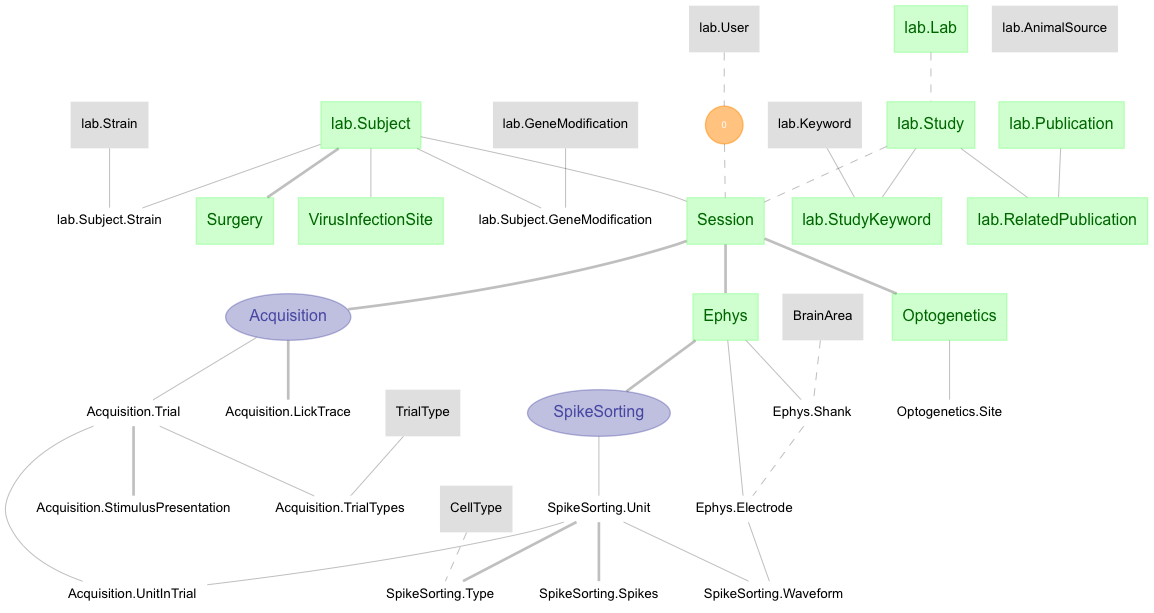 lab.User
lab.Lab
lab.AnimalSource
lab.Strain
lab.Subject
lab.GeneModification
0
lab.Keyword
lab.Study
lab.Publication
lab.Subject.Strain
Surgery
VirusInfectionSite
lab.Subject.GeneModification
Session
lab.StudyKeyword
lab.RelatedPublication
Acquisition
Ephys
BrainArea
Optogenetics
Acquisition.Trial
Acquisition.LickTrace
TrialType
SpikeSorting
Ephys.Shank
Optogenetics.Site
Acquisition.StimulusPresentation
Acquisition.TrialTypes
CellType
SpikeSorting.Unit
Ephys.Electrode
Acquisition.UnitInTrial
SpikeSorting.Type
SpikeSorting.Spikes
SpikeSorting.Waveform